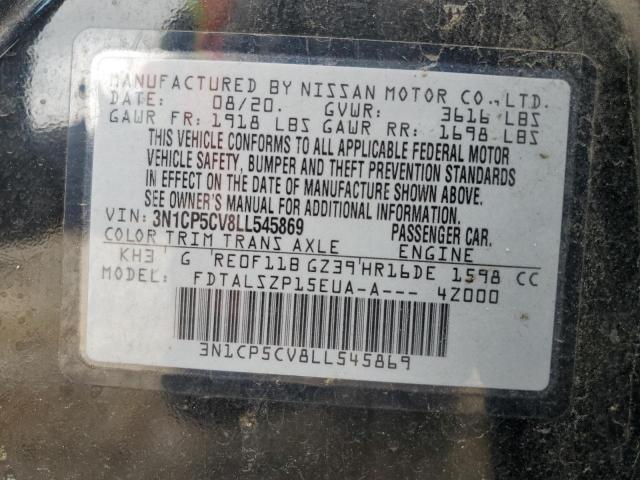 MANUFACTURED BY NISSAN MOTOR CO., LTD.
DATE: 08/20. GVWR: 3616 LBS
GAWR FR: 1918 LBS GAWR RR: 1698 LBS
THIS VEHICLE CONFORMS TO ALL APPLICABLE FEDERAL MOTOR
VEHICLE SAFETY, BUMPER AND THEFT PREVENTION STANDARDS
IN EFFECT ON THE DATE OF MANUFACTURE SHOWN ABOVE.
SEE OWNER'S MANUAL FOR ADDITIONAL INFORMATION.
VIN: 3N1CP5CV8LL545869 PASSENGER CAR.
COLOR TRIM TRANS AXLE ENGINE
KH3 G RE0F11B GZ39 HR16DE 1598 CC
MODEL: FDTALSZP15EUA-A--- 42000
3N1CP5CV8LL545869